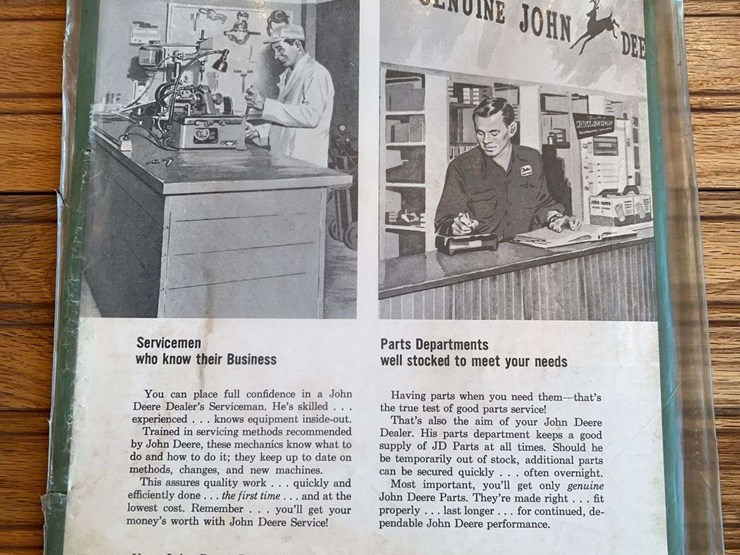 GENUINE JOHN
DEE
Servicemen
who know their Business
You can place full confidence in a John
Deere Dealer's Serviceman. He's skilled . . .
experienced . . . knows equipment inside-out.
Trained in servicing methods recommended
by John Deere, these mechanics know what to
do and how to do it; they keep up to date on
methods, changes, and new machines.
This assures quality work . . . quickly and
efficiently done . . . the first time . . . and at the
lowest cost. Remember . . . you'll get your
money's worth with John Deere Service!
Parts Departments
well stocked to meet your needs
Having parts when you need them—that's
the true test of good parts service!
That's also the aim of your John Deere
Dealer. His parts department keeps a good
supply of JD Parts at all times. Should he
be temporarily out of stock, additional parts
can be secured quickly . . . often overnight.
Most important, you'll get only genuine
John Deere Parts. They're made right . . . fit
properly . . . last longer . . . for continued, de-
pendable John Deere performance.